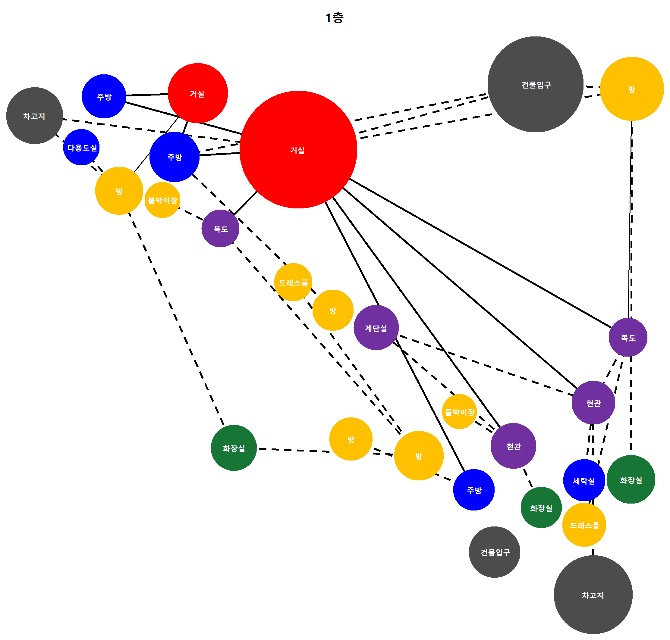 1층
건물입구
방
거실
주방
차고지
다용도실
주방
거실
방
붙박이장
복도
드레스룸
방
계단실
복도
현관
붙박이장
방
현관
화장실
방
세탁실
화장실
주방
화장실
드레스룸
건물입구
차고지